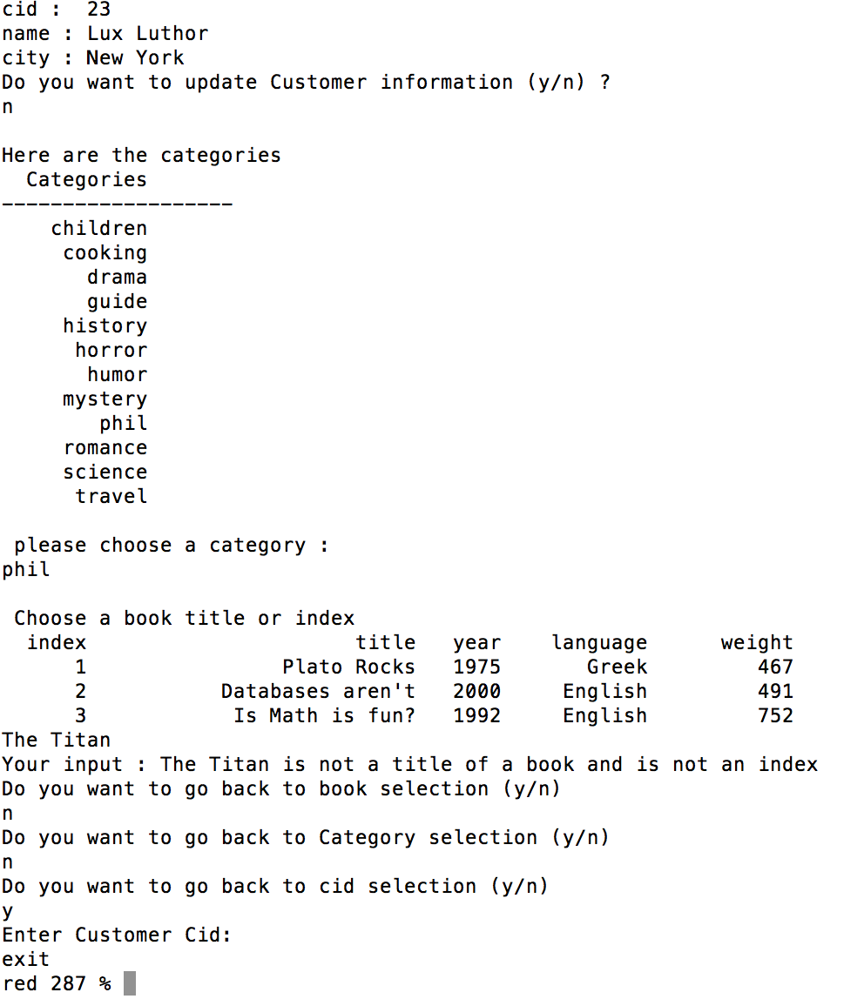 cid :  23
name : Lux Luthor
city : New York
Do you want to update Customer information (y/n) ?
n

Here are the categories
  Categories
-------------------
    children
     cooking
       drama
       guide
     history
      horror
       humor
     mystery
        phil
     romance
     science
      travel

 please choose a category :
phil

 Choose a book title or index
  index                      title   year    language      weight
      1                Plato Rocks   1975       Greek         467
      2           Databases aren't   2000     English         491
      3            Is Math is fun?   1992     English         752
The Titan
Your input : The Titan is not a title of a book and is not an index
Do you want to go back to book selection (y/n)
n
Do you want to go back to Category selection (y/n)
n
Do you want to go back to cid selection (y/n)
y
Enter Customer Cid:
exit
red 287 %